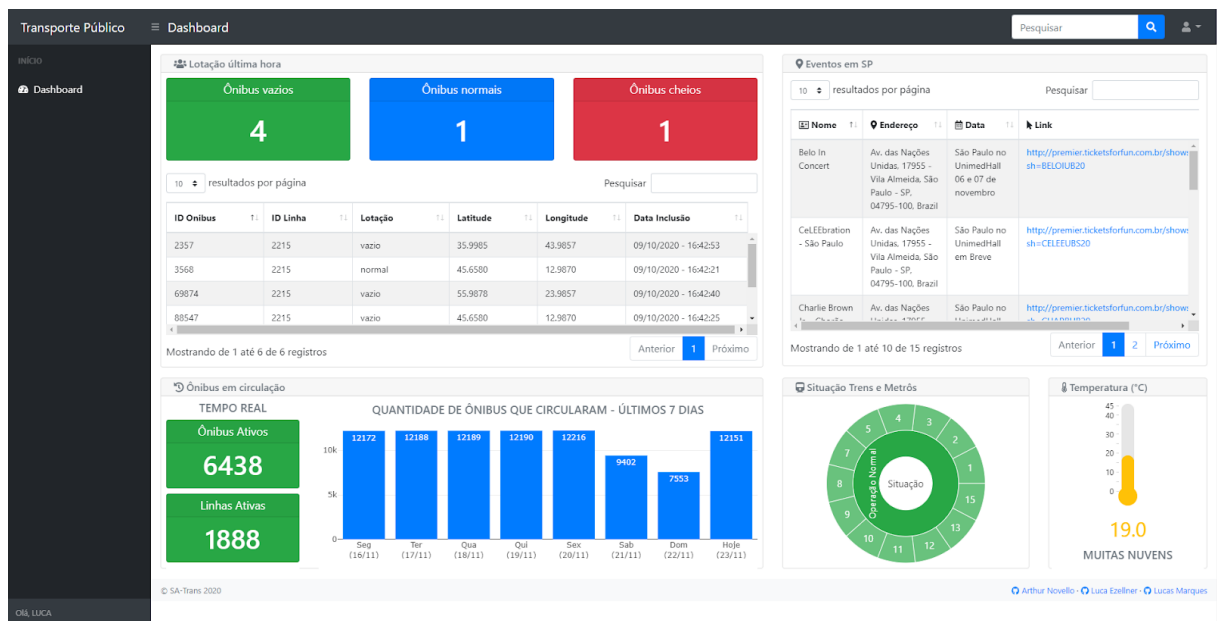 Transporte Público
Dashboard
Pesquisar
INÍCIO
Dashboard
Lotação última hora
Ônibus vazios
4
Ônibus normais
1
Ônibus cheios
1
10 resultados por página
Pesquisar
ID Onibus ID Linha Lotação Latitude Longitude Data Inclusão
2357 2215 vazio 35.9985 43.9857 09/10/2020 - 16:42:53
3568 2215 normal 45.6580 12.9870 09/10/2020 - 16:42:21
69874 2215 vazio 55.9878 23.9857 09/10/2020 - 16:42:40
88547 2215 vazio 45.6580 12.9870 09/10/2020 - 16:42:25
Mostrando de 1 até 6 de 6 registros
Anterior 1 Próximo
Eventos em SP
10 resultados por página
Pesquisar
Nome Endereço Data Link
Belo In
Concert
Av. das Nações
Unidas, 17955 -
Vila Almeida, São
Paulo - SP,
04795-100, Brazil
São Paulo no
UnimedHall
06 e 07 de
novembro
http://premier.ticketsforfun.com.br/shows
sh=BELOIUB20
CeLEEbration
- São Paulo
Av. das Nações
Unidas, 17955 -
Vila Almeida, São
Paulo - SP,
04795-100, Brazil
São Paulo no
UnimedHall
em Breve
http://premier.ticketsforfun.com.br/shows
sh=CELEEUBS20
Charlie Brown
Av. das Nações
São Paulo no
http://premier.ticketsforfun.com.br/shows
Mostrando de 1 até 10 de 15 registros
Anterior 1 2 Próximo
Ônibus em circulação
TEMPO REAL
Ônibus Ativos
6438
Linhas Ativas
1888
QUANTIDADE DE ÔNIBUS QUE CIRCULARAM - ÚLTIMOS 7 DIAS
10k
5k
0
12172 12188 12189 12190 12216 9402 7553 12151
Seg Ter Qua Qui Sex Sab Dom Hoje
(16/11) (17/11) (18/11) (19/11) (20/11) (21/11) (22/11) (23/11)
Situação Trens e Metrôs
Situação
Operação Normal
1
2
3
4
5
7
8
9
10
11
12
13
15
Temperatura (°C)
45
40
30
20
10
0
19.0
MUITAS NUVENS
© SA-Trans 2020
Arthur Novello - Luca Ezellner - Lucas Marques
Olá, LUCA